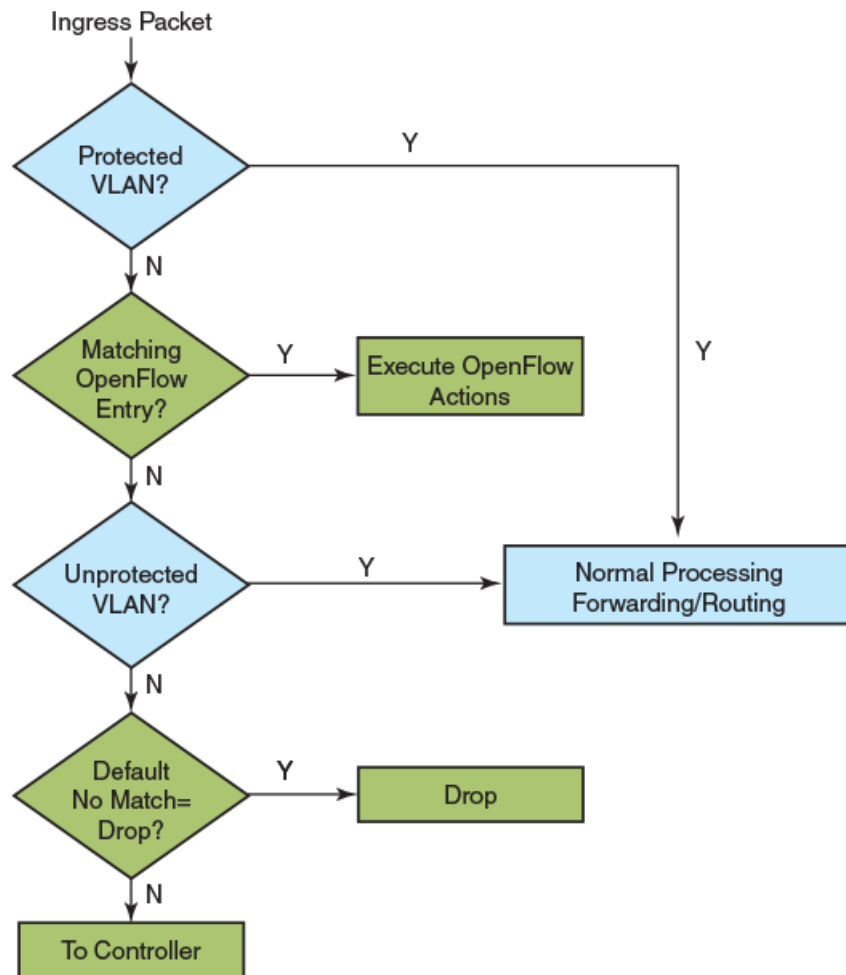 Ingress Packet
Protected
VLAN?
Y
Y
N
Matching
OpenFlow
Entry?
Y
Execute OpenFlow
Actions
N
Unprotected
VLAN?
Y
Normal Processing
Forwarding/Routing
N
Default
No Match=
Drop?
Y
Drop
N
To Controller